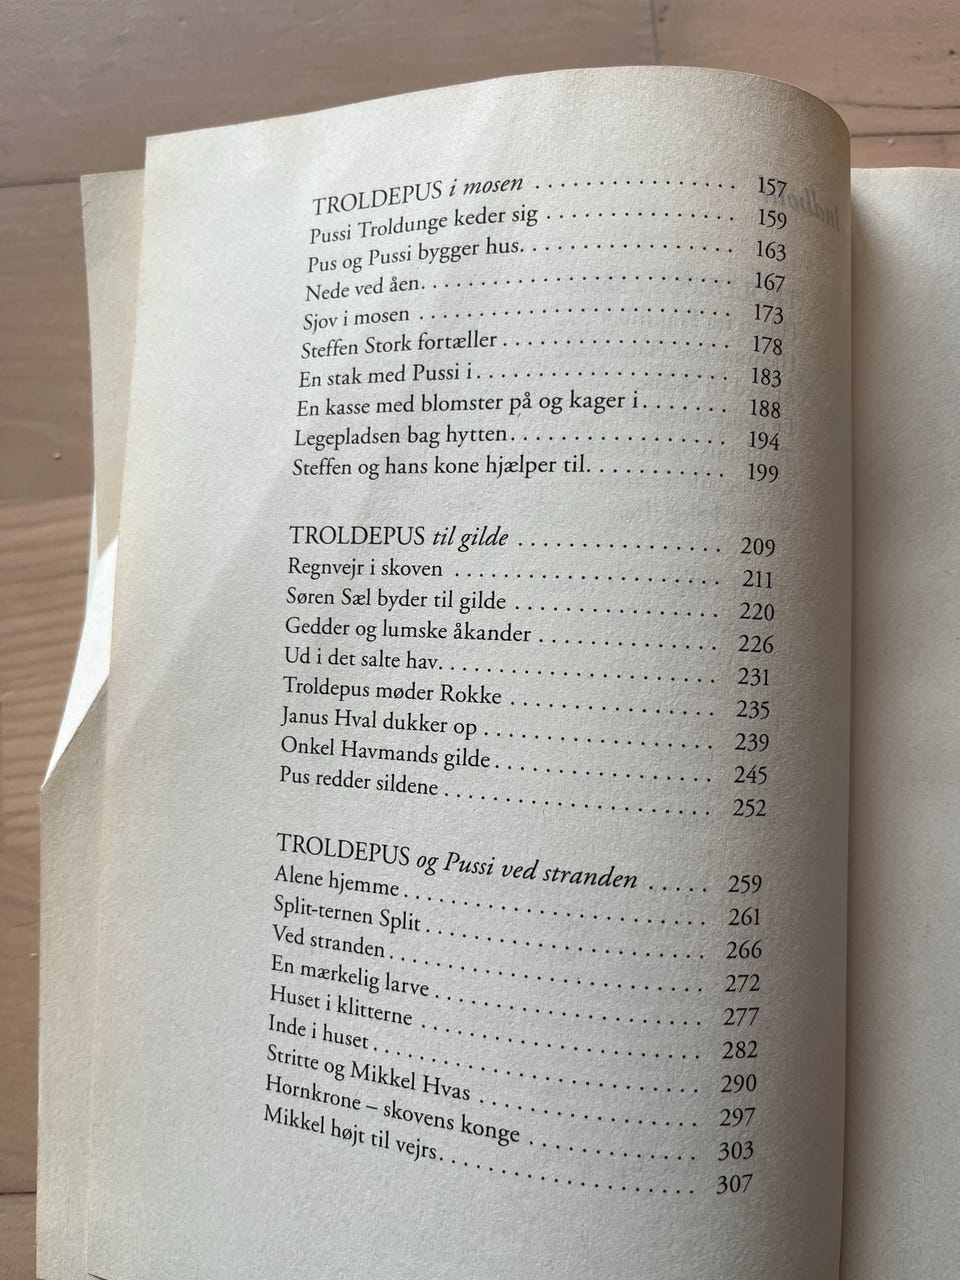 TROLDEPUS i mosen . . . . . . . . . . . . . . . . . 157
Pussi Troldunge keder sig . . . . . . . . . . . . . . . . 159
Pus og Pussi bygger hus. . . . . . . . . . . . . . . . . . 163
Nede ved åen. . . . . . . . . . . . . . . . . . . . . . . . . 167
Sjov i mosen . . . . . . . . . . . . . . . . . . . . . . . . . 173
Steffen Stork fortæller . . . . . . . . . . . . . . . . . . 178
En stak med Pussi i. . . . . . . . . . . . . . . . . . . . 183
En kasse med blomster på og kager i. . . . . . . . 188
Legepladsen bag hytten. . . . . . . . . . . . . . . . . . 194
Steffen og hans kone hjælper til. . . . . . . . . . . 199
TROLDEPUS til gilde . . . . . . . . . . . . . . . . . 209
Regnvejr i skoven . . . . . . . . . . . . . . . . . . . . . . 211
Søren Sæl byder til gilde . . . . . . . . . . . . . . . . . 220
Gedder og lumske åkander . . . . . . . . . . . . . . . 226
Ud i det salte hav. . . . . . . . . . . . . . . . . . . . . . 231
Troldepus møder Rokke . . . . . . . . . . . . . . . . . 235
Janus Hval dukker op . . . . . . . . . . . . . . . . . . . 239
Onkel Havmands gilde . . . . . . . . . . . . . . . . . . 245
Pus redder sildene . . . . . . . . . . . . . . . . . . . . . 252
TROLDEPUS og Pussi ved stranden . . . . . 259
Alene hjemme . . . . . . . . . . . . . . . . . . . . . . . . 261
Split-ternen Split . . . . . . . . . . . . . . . . . . . . . . 266
Ved stranden . . . . . . . . . . . . . . . . . . . . . . . . . 272
En mærkelig larve . . . . . . . . . . . . . . . . . . . . . 277
Huset i klitterne . . . . . . . . . . . . . . . . . . . . . . 282
Inde i huset . . . . . . . . . . . . . . . . . . . . . . . . . . 290
Stritte og Mikkel Hvas . . . . . . . . . . . . . . . . . . 297
Hornkrone – skovens konge . . . . . . . . . . . . . . 303
Mikkel højt til vejrs. . . . . . . . . . . . . . . . . . . . . 307